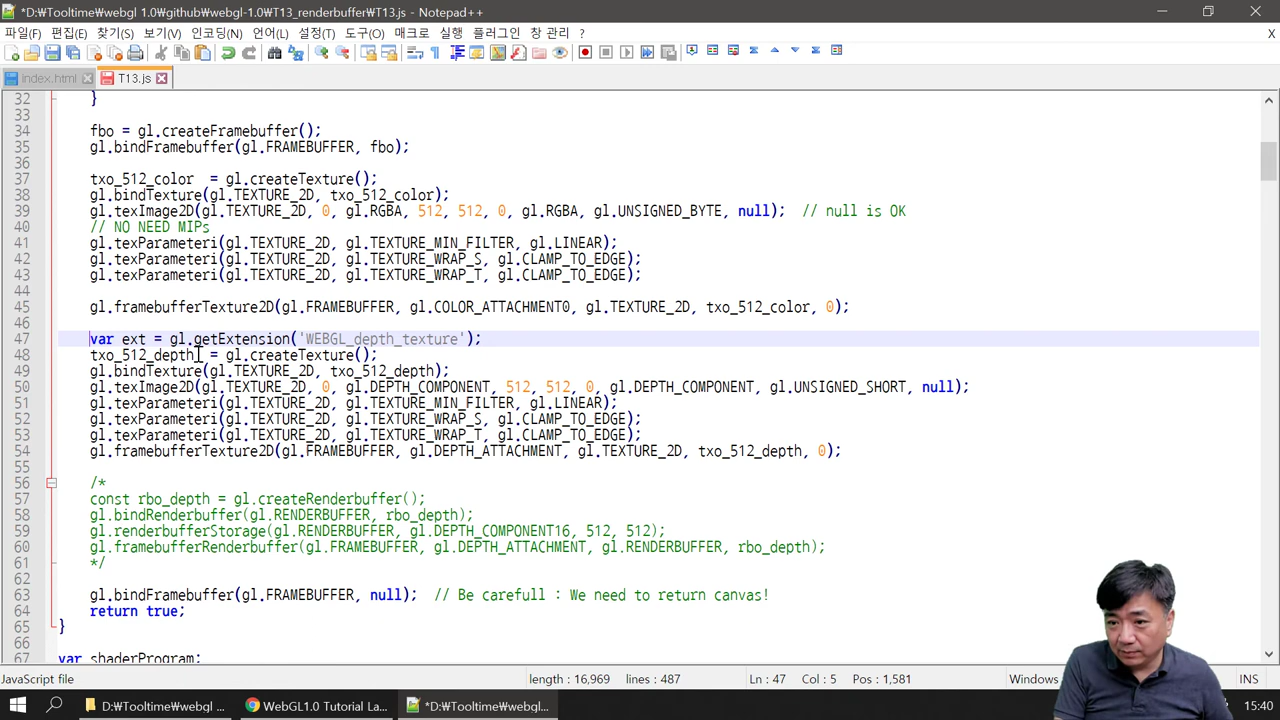 *D:₩Tooltime₩webgl 1.0₩github₩webgl-1.0₩T13_renderbuffer₩T13.js - Notepad++
파일(F) 편집(E) 찾기(S) 보기(V) 인코딩(N) 언어(L) 설정(T) 도구(O) 매크로 실행 플러그인 창 관리 ? X
index.html T13.js
32 }
33
34 fbo = gl.createFramebuffer();
35 gl.bindFramebuffer(gl.FRAMEBUFFER, fbo);
36
37 txo_512_color  = gl.createTexture();
38 gl.bindTexture(gl.TEXTURE_2D, txo_512_color);
39 gl.texImage2D(gl.TEXTURE_2D, 0, gl.RGBA, 512, 512, 0, gl.RGBA, gl.UNSIGNED_BYTE, null);  // null is OK
40 // NO NEED MIPs
41 gl.texParameteri(gl.TEXTURE_2D, gl.TEXTURE_MIN_FILTER, gl.LINEAR);
42 gl.texParameteri(gl.TEXTURE_2D, gl.TEXTURE_WRAP_S, gl.CLAMP_TO_EDGE);
43 gl.texParameteri(gl.TEXTURE_2D, gl.TEXTURE_WRAP_T, gl.CLAMP_TO_EDGE);
44
45 gl.framebufferTexture2D(gl.FRAMEBUFFER, gl.COLOR_ATTACHMENT0, gl.TEXTURE_2D, txo_512_color, 0);
46
47 var ext = gl.getExtension('WEBGL_depth_texture');
48 txo_512_depth  = gl.createTexture();
49 gl.bindTexture(gl.TEXTURE_2D, txo_512_depth);
50 gl.texImage2D(gl.TEXTURE_2D, 0, gl.DEPTH_COMPONENT, 512, 512, 0, gl.DEPTH_COMPONENT, gl.UNSIGNED_SHORT, null);
51 gl.texParameteri(gl.TEXTURE_2D, gl.TEXTURE_MIN_FILTER, gl.LINEAR);
52 gl.texParameteri(gl.TEXTURE_2D, gl.TEXTURE_WRAP_S, gl.CLAMP_TO_EDGE);
53 gl.texParameteri(gl.TEXTURE_2D, gl.TEXTURE_WRAP_T, gl.CLAMP_TO_EDGE);
54 gl.framebufferTexture2D(gl.FRAMEBUFFER, gl.DEPTH_ATTACHMENT, gl.TEXTURE_2D, txo_512_depth, 0);
55
56 /*
57 const rbo_depth = gl.createRenderbuffer();
58 gl.bindRenderbuffer(gl.RENDERBUFFER, rbo_depth);
59 gl.renderbufferStorage(gl.RENDERBUFFER, gl.DEPTH_COMPONENT16, 512, 512);
60 gl.framebufferRenderbuffer(gl.FRAMEBUFFER, gl.DEPTH_ATTACHMENT, gl.RENDERBUFFER, rbo_depth);
61 */
62
63 gl.bindFramebuffer(gl.FRAMEBUFFER, null);  // Be carefull : We need to return canvas!
64 return true;
65 }
66
67 var shaderProgram;
JavaScript file length : 16,969 lines : 487 Ln : 47 Col : 5 Pos : 1,581 Windows INS
D:₩Tooltime₩webgl ... WebGL1.0 Tutorial La... *D:₩Tooltime₩webgl... 15:40